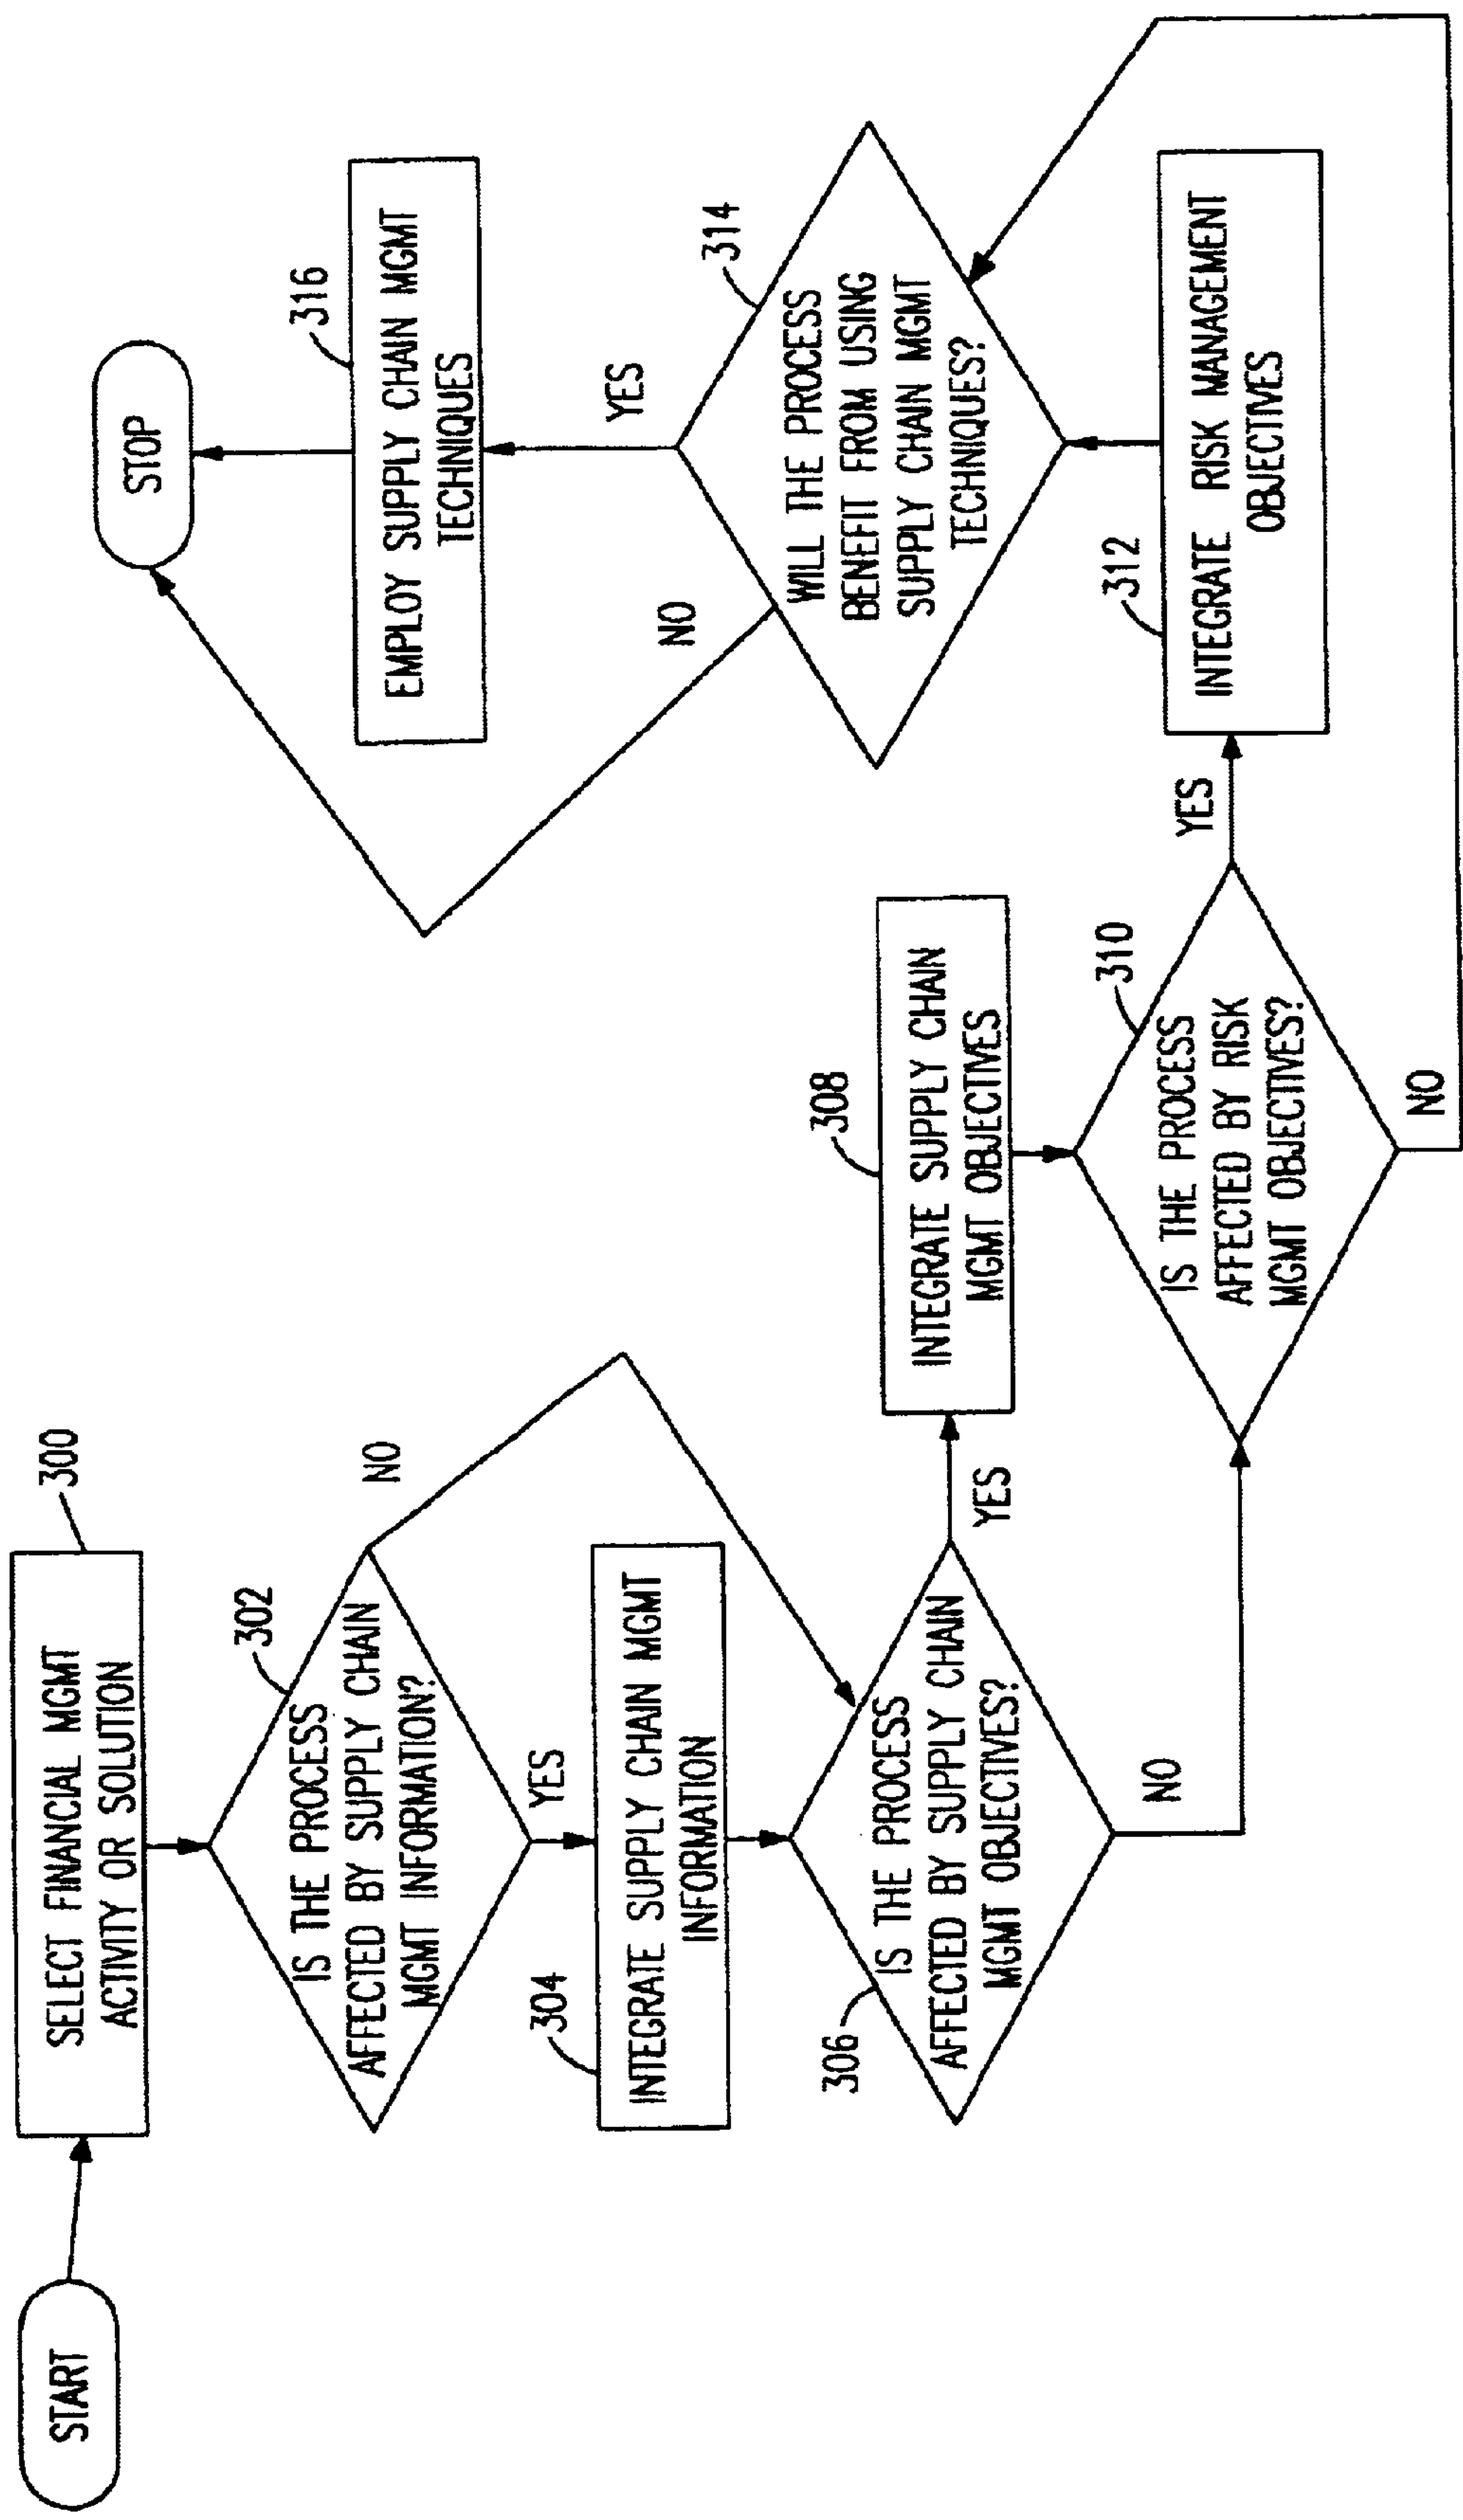 START
SELECT FINANCIAL MGMT
ACTIVITY OR SOLUTION
300
302
IS THE PROCESS
AFFECTED BY SUPPLY CHAIN
MGMT INFORMATION?
NO
YES
304
INTEGRATE SUPPLY CHAIN MGMT
INFORMATION
306
IS THE PROCESS
AFFECTED BY SUPPLY CHAIN
MGMT OBJECTIVES?
YES
NO
308
INTEGRATE SUPPLY CHAIN
MGMT OBJECTIVES
310
IS THE PROCESS
AFFECTED BY RISK
MGMT OBJECTIVES?
YES
NO
312
INTEGRATE RISK MANAGEMENT
OBJECTIVES
314
WILL THE PROCESS
BENEFIT FROM USING
SUPPLY CHAIN MGMT
TECHNIQUES?
NO
YES
316
EMPLOY SUPPLY CHAIN MGMT
TECHNIQUES
STOP